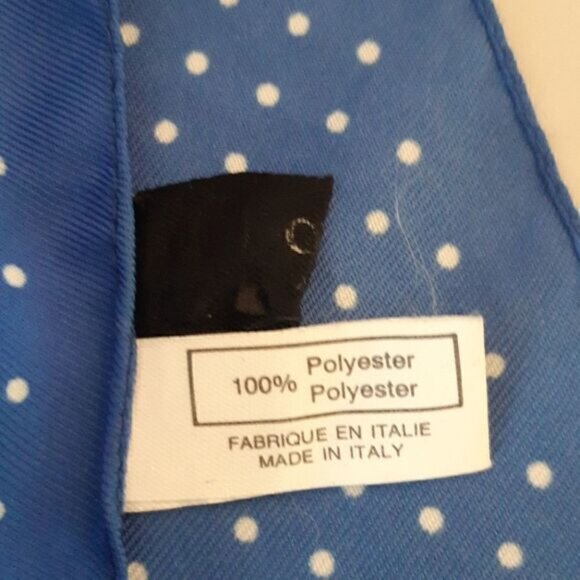 100% Polyester
Polyester
FABRIQUE EN ITALIE
MADE IN ITALY